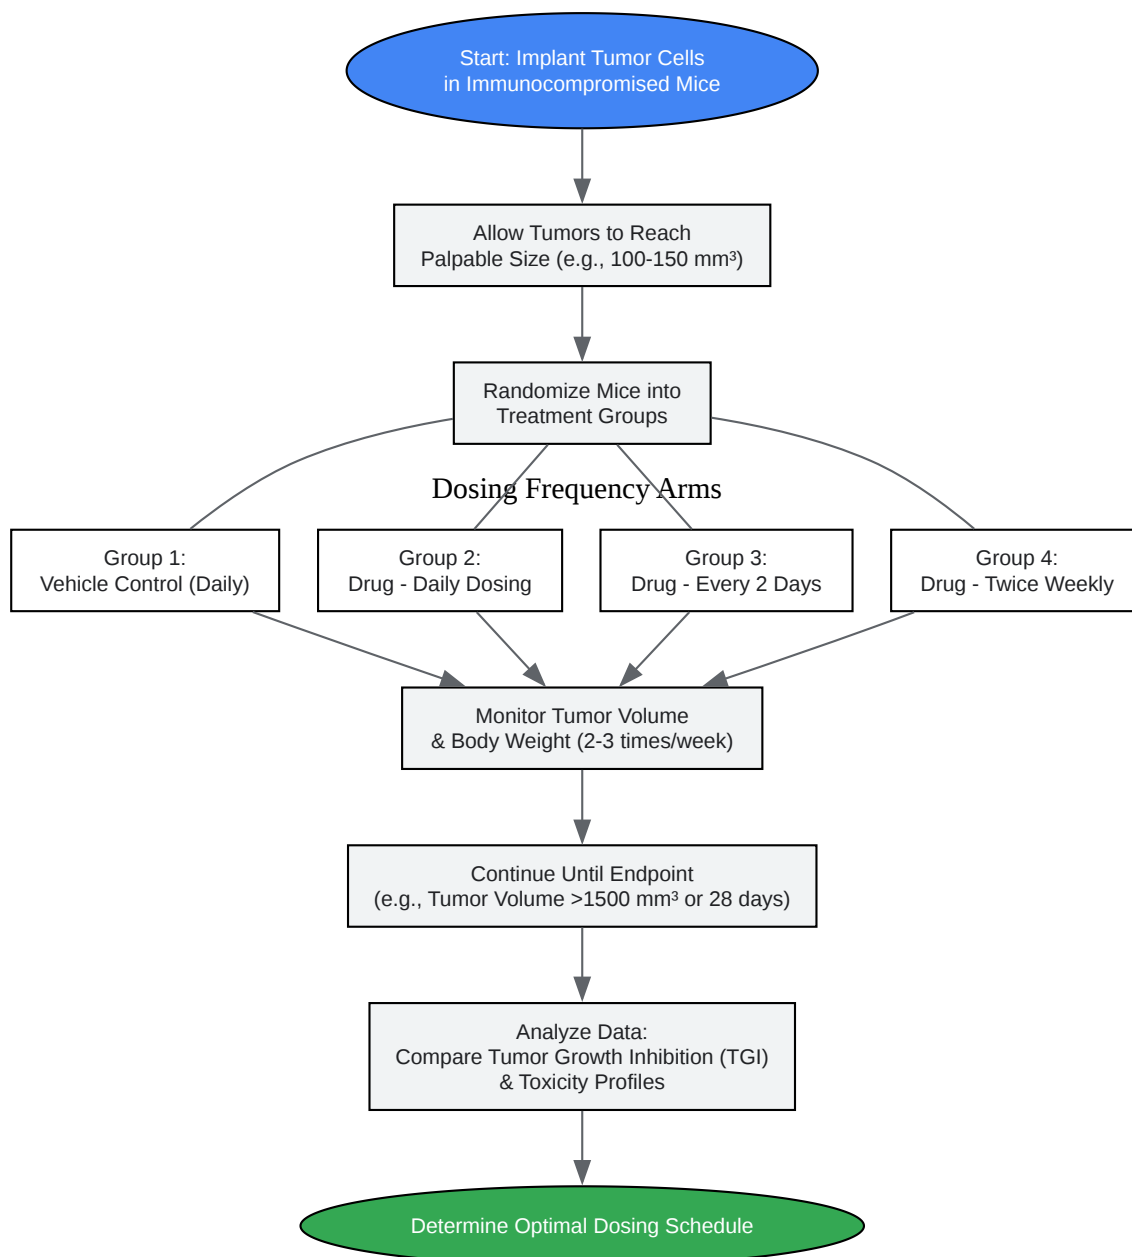 Start: Implant Tumor Cells
in Immunocompromised Mice
Allow Tumors to Reach
Palpable Size (e.g., 100-150 mm³)
Randomize Mice into
Treatment Groups
Dosing Frequency Arms
Group 1:
Vehicle Control (Daily)
Group 2:
Drug - Daily Dosing
Group 3:
Drug - Every 2 Days
Group 4:
Drug - Twice Weekly
Monitor Tumor Volume
& Body Weight (2-3 times/week)
Continue Until Endpoint
(e.g., Tumor Volume >1500 mm³ or 28 days)
Analyze Data:
Compare Tumor Growth Inhibition (TGI)
& Toxicity Profiles
Determine Optimal Dosing Schedule